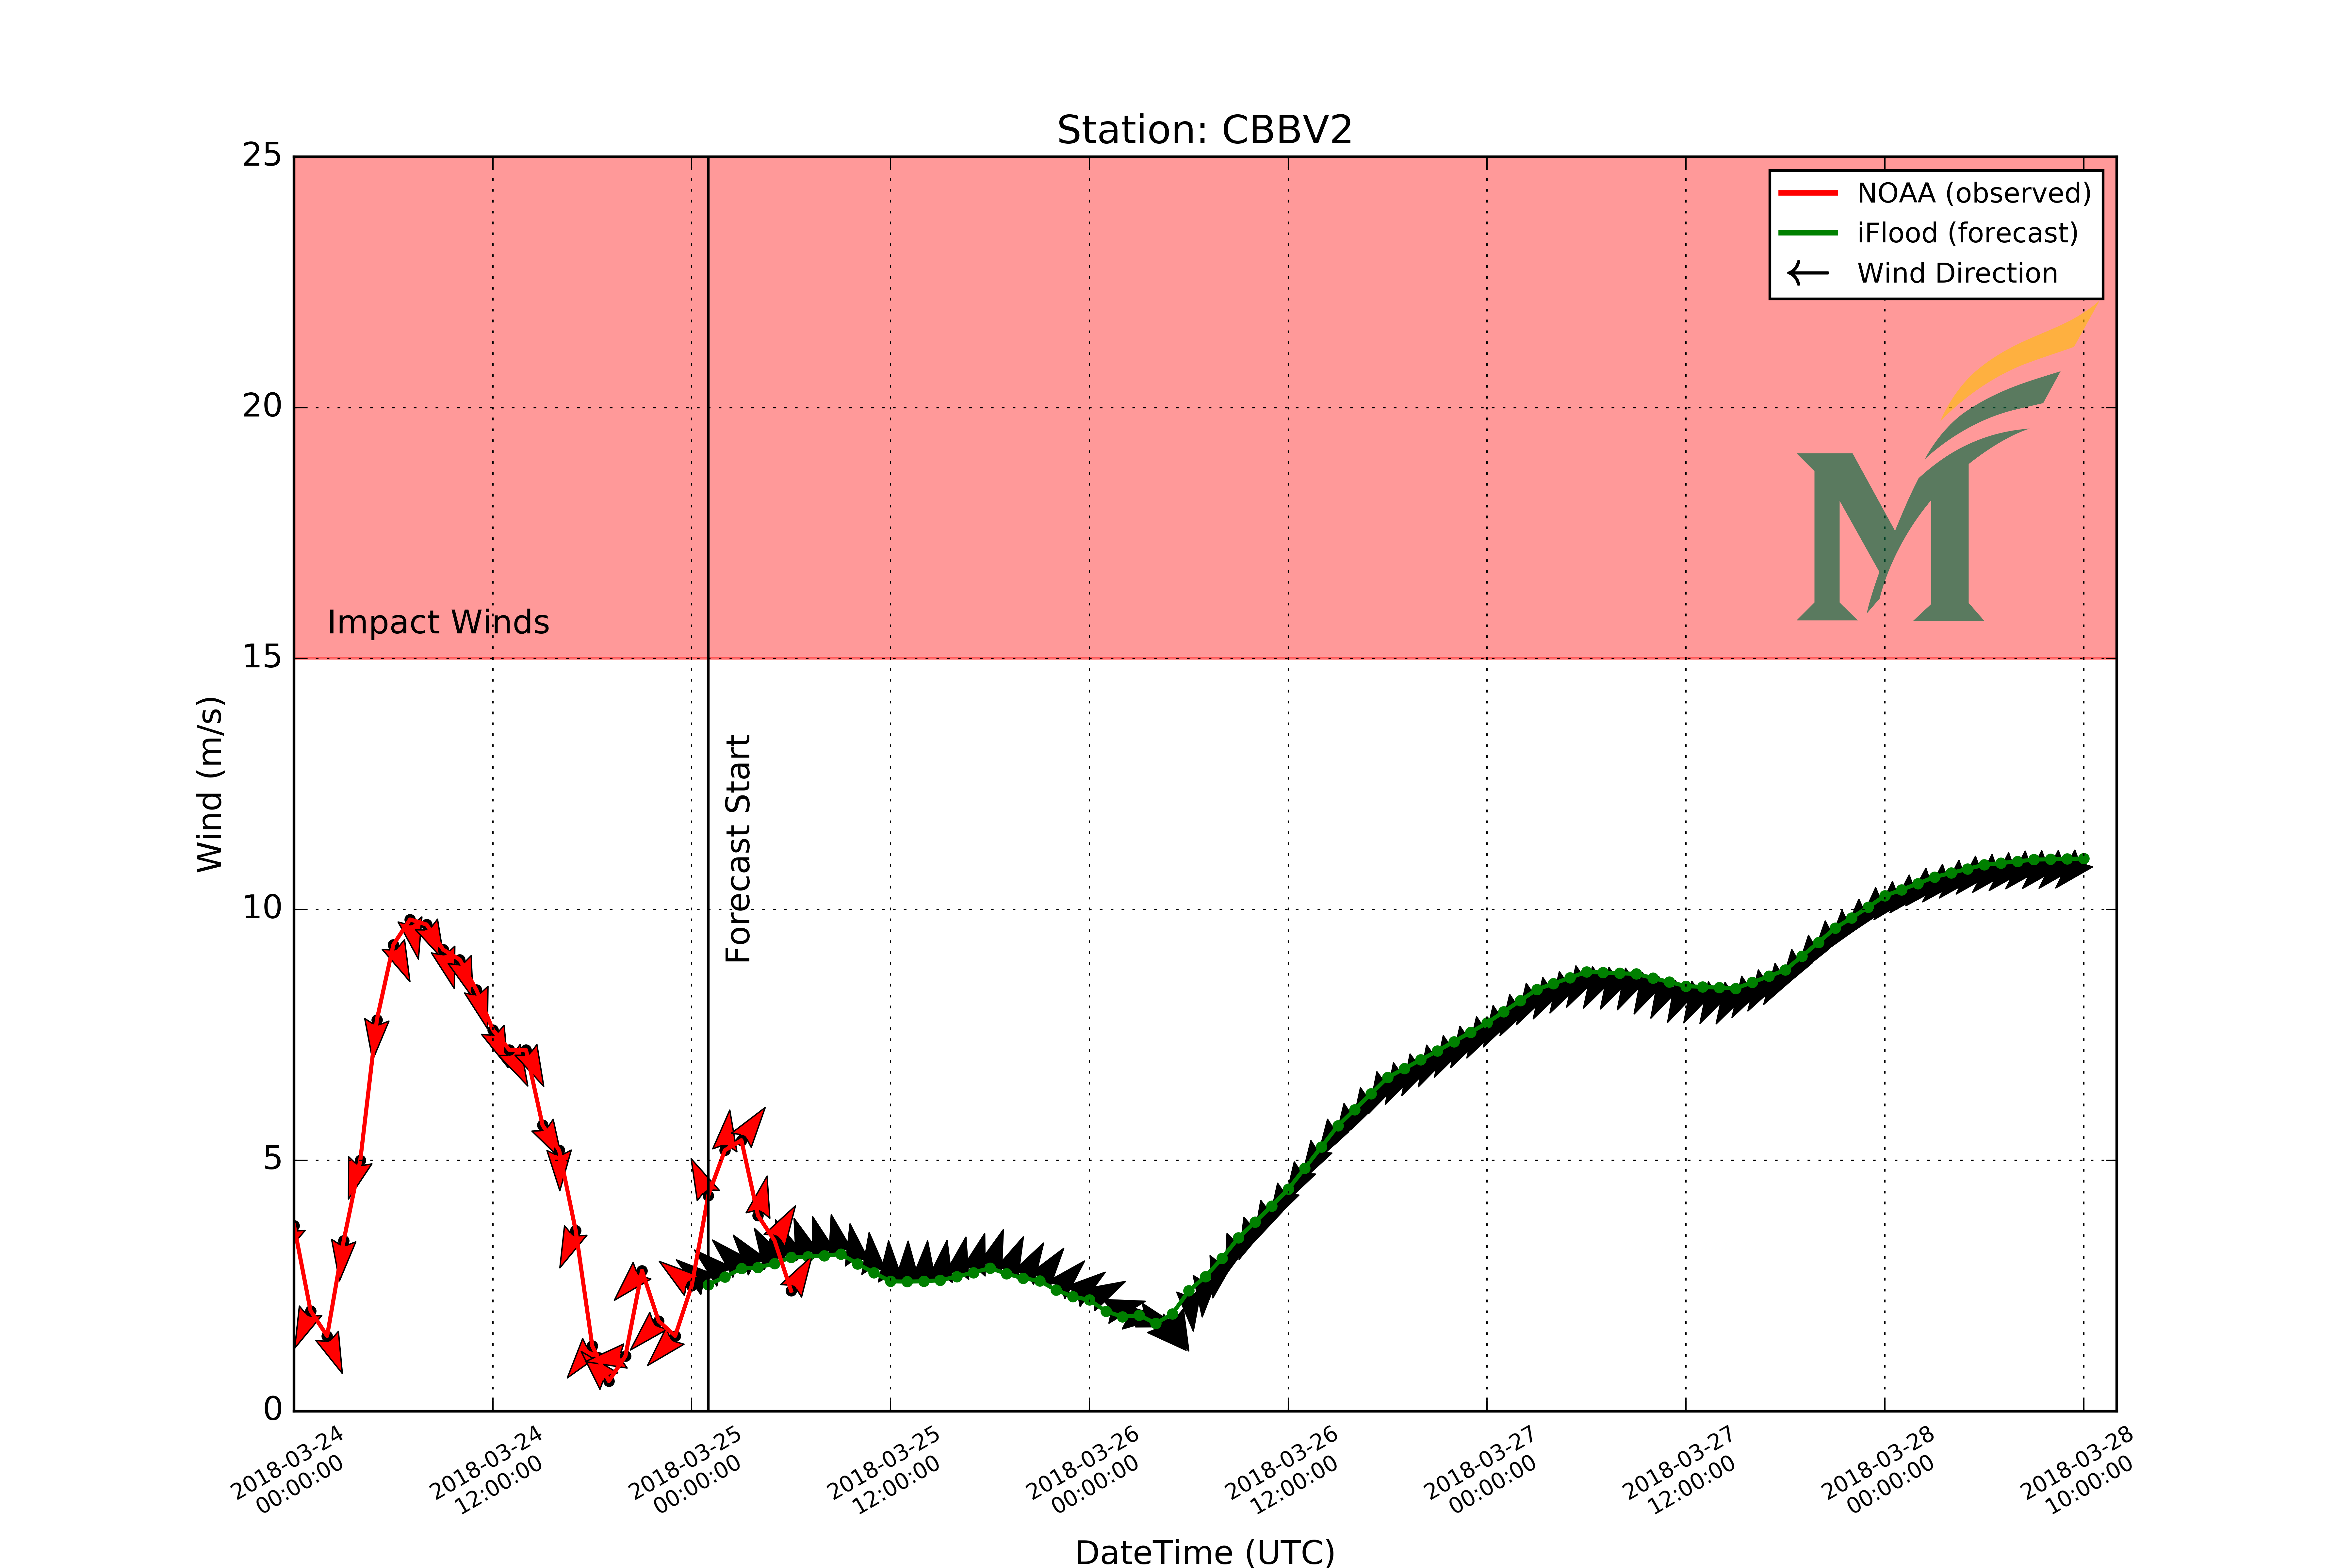 Station: CBBV2
25
20
15
10
5
0
Wind (m/s)
NOAA (observed)
iFlood (forecast)
Wind Direction
Impact Winds
Forecast Start
M
2018-03-24
00:00:00
2018-03-24
12:00:00
2018-03-25
00:00:00
2018-03-25
12:00:00
2018-03-26
00:00:00
2018-03-26
12:00:00
2018-03-27
00:00:00
2018-03-27
12:00:00
2018-03-28
00:00:00
2018-03-28
10:00:00
DateTime (UTC)